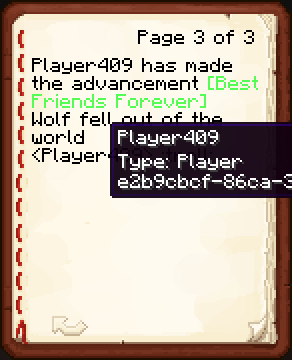 Page 3 of 3
Player409 has made
the advancement [Best
Friends Forever]
Wolf fell out of the
world
<Player
Player409
Type: Player
e2b9cbcf-86ca-3